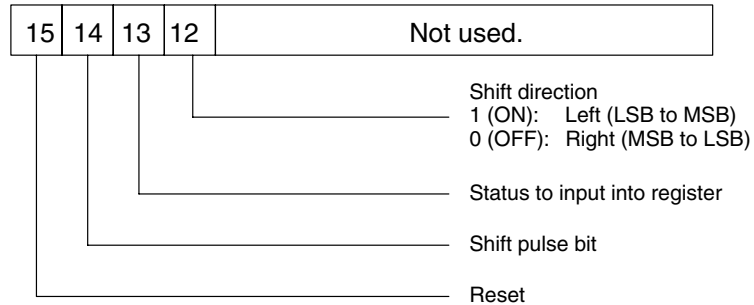 15 14 13 12 Not used.
Shift direction
1 (ON): Left (LSB to MSB)
0 (OFF): Right (MSB to LSB)
Status to input into register
Shift pulse bit
Reset